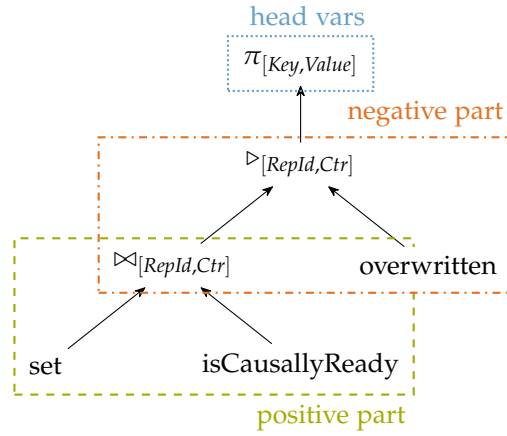 head vars
π[Key,Value]
negative part
▷[RepId,Ctr]
⋈[RepId,Ctr]
overwritten
set
isCausallyReady
positive part